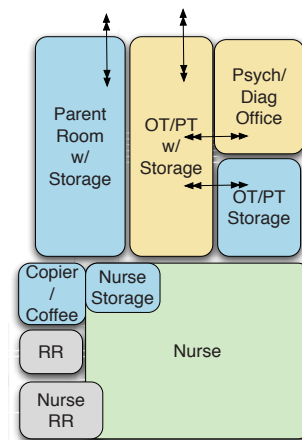 Parent
Room
w/
Storage
OT/PT
w/
Storage
Psych/
Diag
Office
OT/PT
Storage
Copier
/
Coffee
Nurse
Storage
RR
Nurse
Nurse
RR